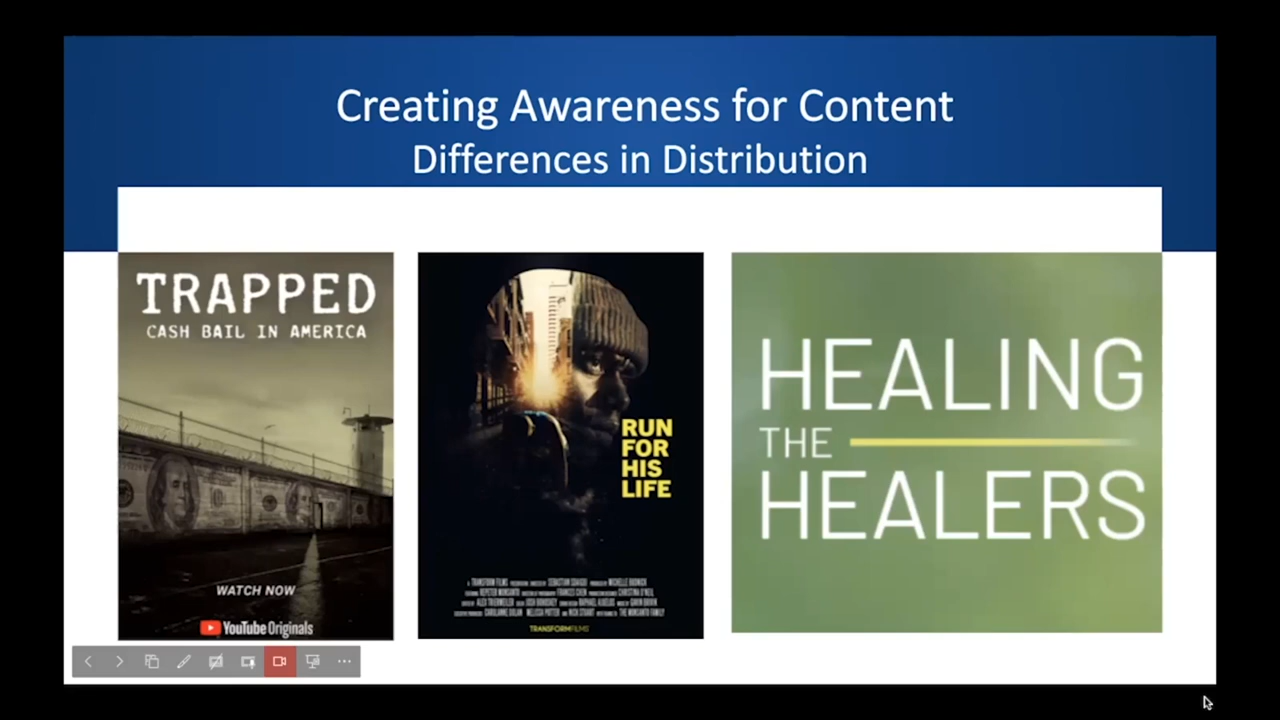 Creating Awareness for Content
Differences in Distribution
TRAPPED
CASH BAIL IN AMERICA
WATCH NOW
YouTube Originals
RUN
FOR
HIS
LIFE
TRANSFORM FILMS
TRANSFORMFILMS
HEALING
THE
HEALERS